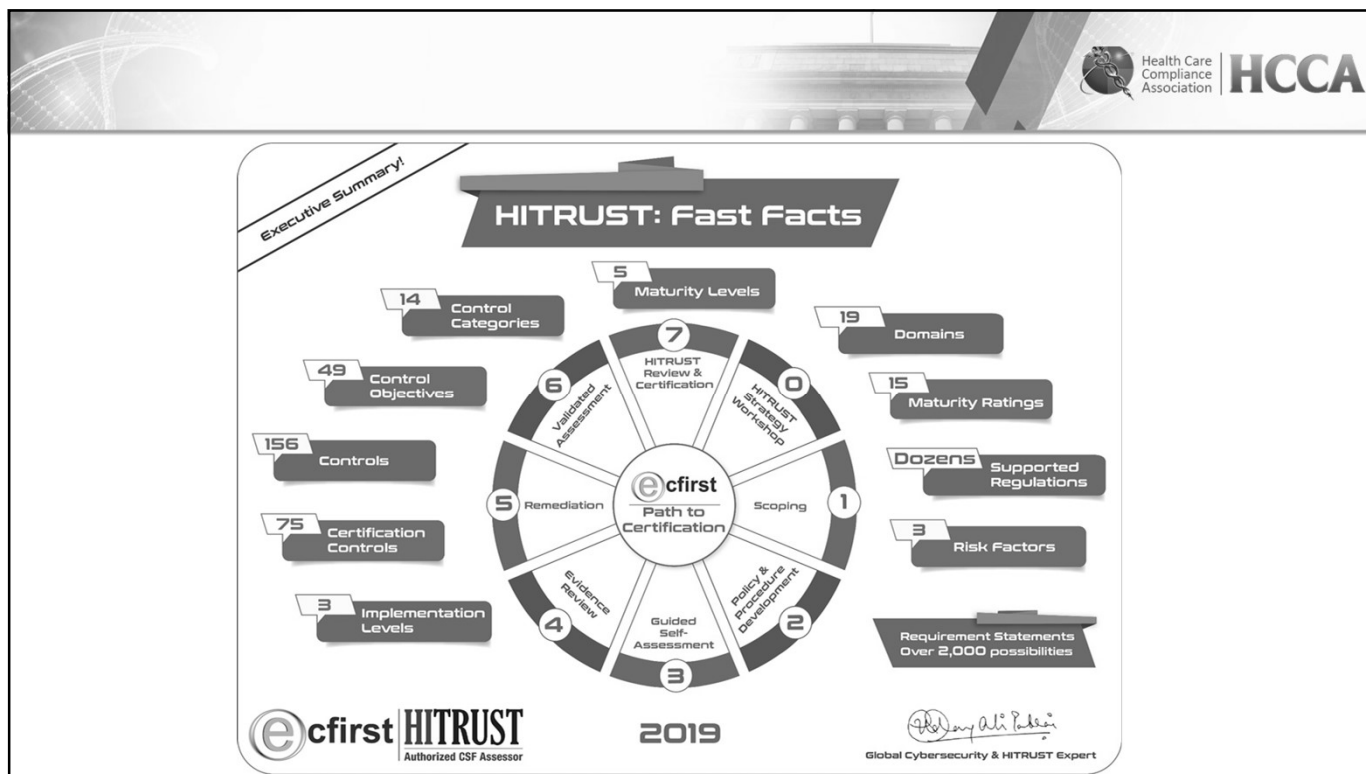 Health Care
Compliance
Association
HCCA
Executive Summary!
HITRUST: Fast Facts
5
Maturity Levels
14
Control
Categories
19
Domains
49
Control
Objectives
15
Maturity Ratings
156
Controls
Dozens
Supported
Regulations
75
Certification
Controls
3
Risk Factors
3
Implementation
Levels
Requirement Statements
Over 2,000 possibilities
7
HITRUST
Review &
Certification
0
HITRUST
Strategy
Workshop
1
Scoping
2
Policy &
Procedure
Development
3
Guided
Self-
Assessment
4
Evidence
Review
5
Remediation
6
Validated
Assessment
ecfirst
Path to
Certification
ecfirst
HITRUST
Authorized CSF Assessor
2019
Global Cybersecurity & HITRUST Expert